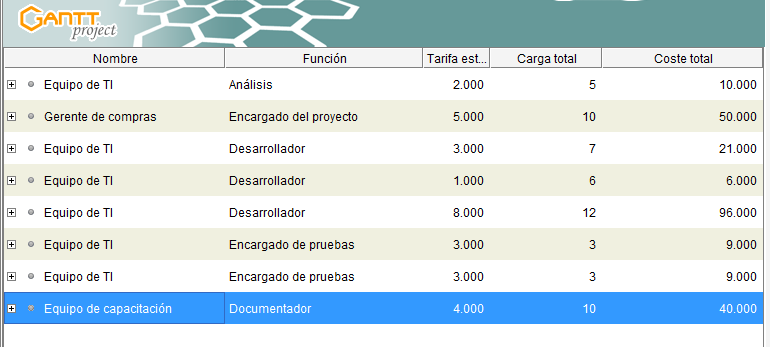 GANTT
project
Nombre Función Tarifa est... Carga total Coste total
Equipo de TI Análisis 2.000 5 10.000
Gerente de compras Encargado del proyecto 5.000 10 50.000
Equipo de TI Desarrollador 3.000 7 21.000
Equipo de TI Desarrollador 1.000 6 6.000
Equipo de TI Desarrollador 8.000 12 96.000
Equipo de TI Encargado de pruebas 3.000 3 9.000
Equipo de TI Encargado de pruebas 3.000 3 9.000
Equipo de capacitación Documentador 4.000 10 40.000